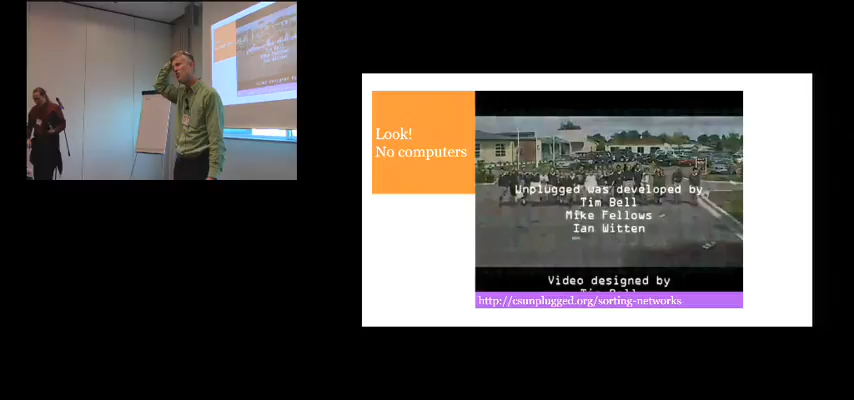 Look!
No computers
Unplugged was developed by
Tim Bell
Mike Fellows
Ian Witten
Video designed by
http://csunplugged.org/sorting-networks